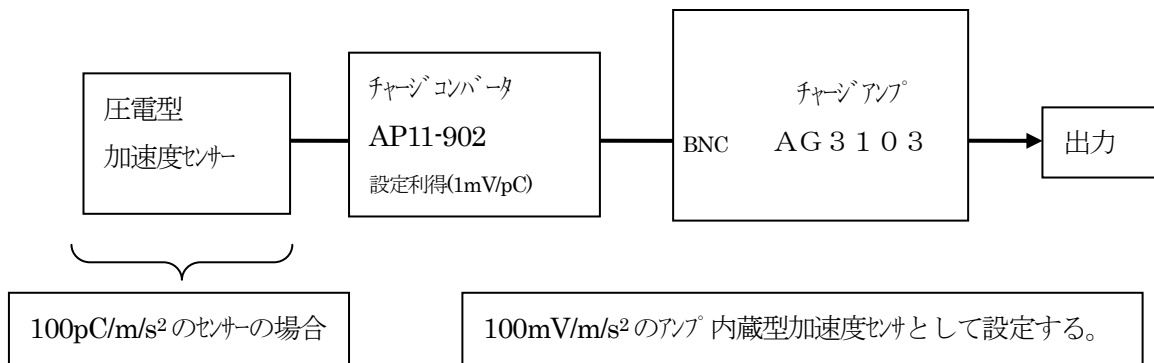 圧電型
加速度ｾﾝｻｰ
ﾁｬｰｼﾞｺﾝﾊﾞｰﾀ
AP11-902
設定利得(1mV/pC)
BNC
ﾁｬｰｼﾞｱﾝﾌﾟ
ＡＧ３１０３
出力
100pC/m/s²のｾﾝｻｰの場合
100mV/m/s²のｱﾝﾌﾟ内蔵型加速度ｾﾝｻとして設定する。